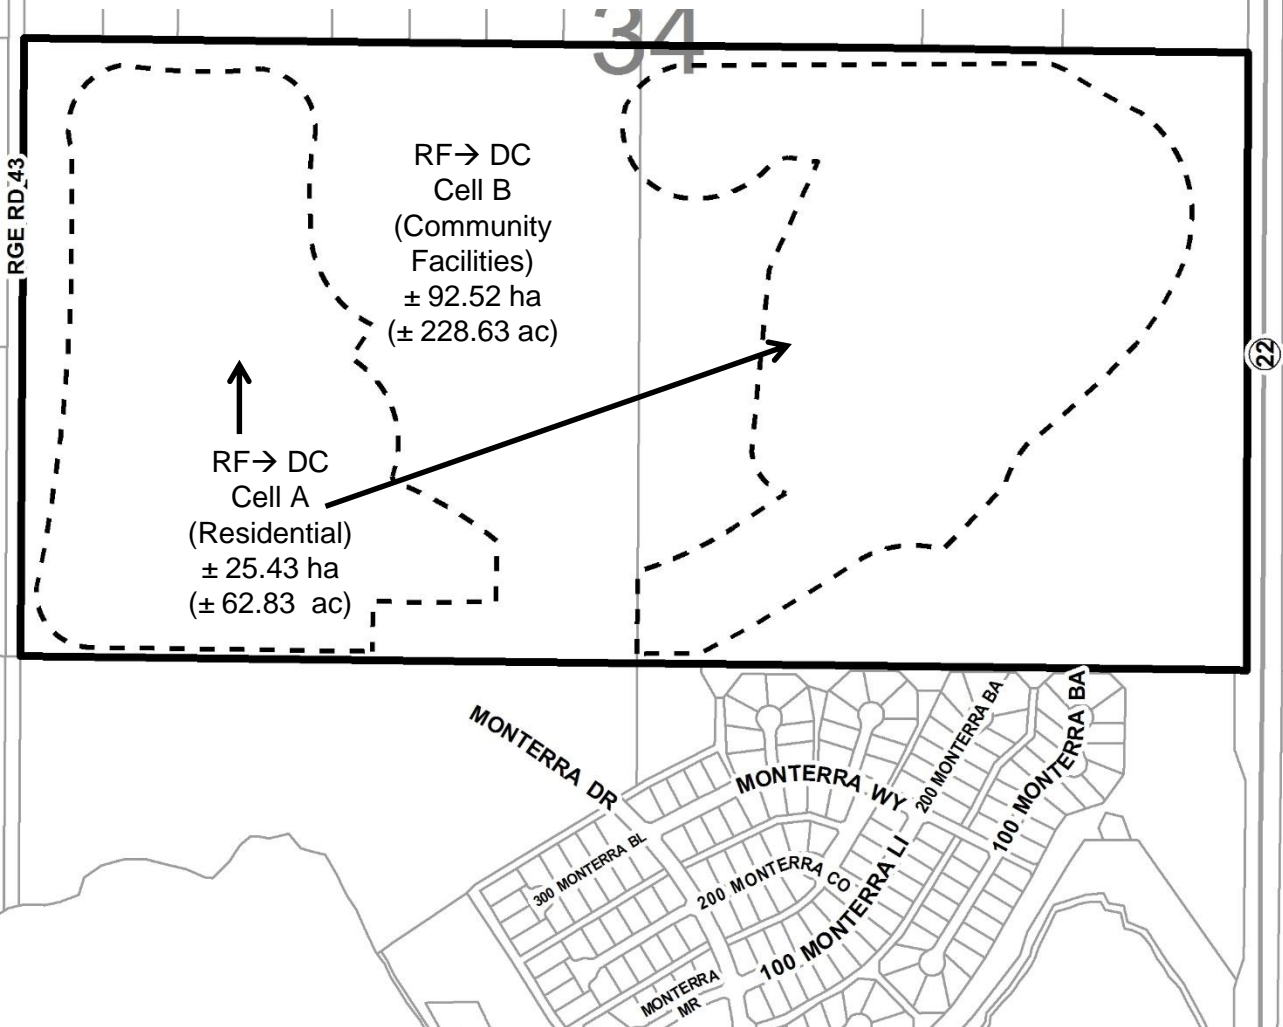 34
RGE RD 43
RF→ DC
Cell B
(Community
Facilities)
± 92.52 ha
(± 228.63 ac)
22
RF→ DC
Cell A
(Residential)
± 25.43 ha
(± 62.83 ac)
MONTERRA DR
MONTERRA WY
200 MONTERRA BA
100 MONTERRA BA
300 MONTERRA BL
200 MONTERRA CO
100 MONTERRA LI
MONTERRA
MR